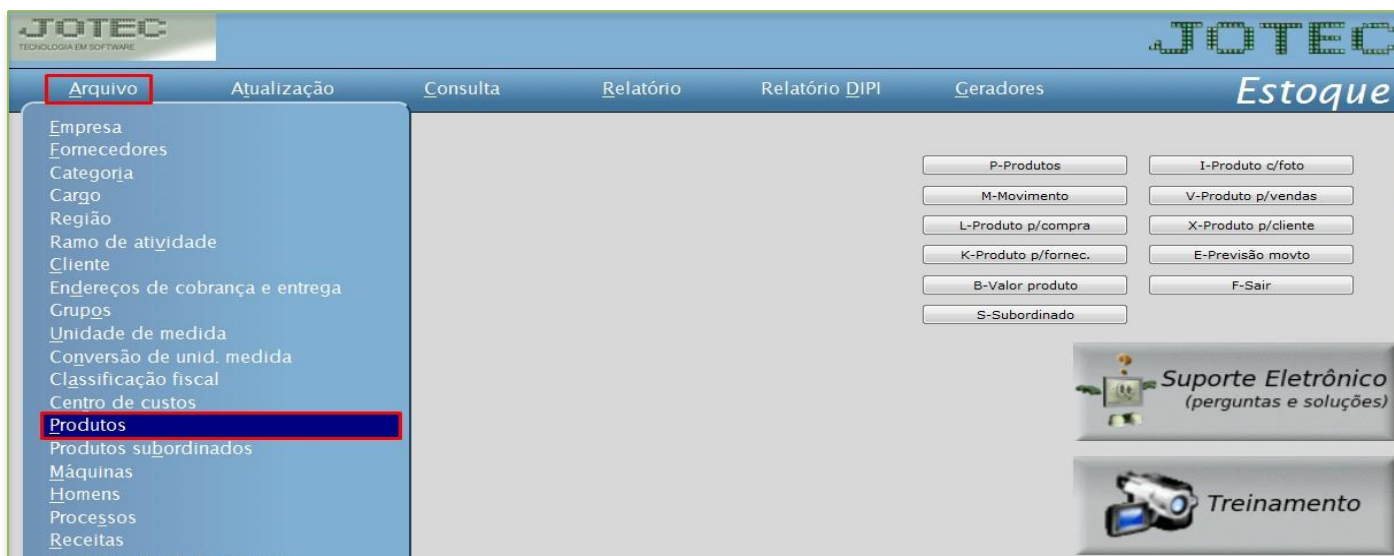 JOTEC
TECNOLOGIA EM SOFTWARE
JOTEC
Arquivo Atualização Consulta Relatório Relatório DIPI Geradores Estoque
Empresa
Fornecedores
Categoria
Cargo
Região
Ramo de atividade
Cliente
Endereços de cobrança e entrega
Grupos
Unidade de medida
Conversão de unid. medida
Classificação fiscal
Centro de custos
Produtos
Produtos subordinados
Máquinas
Homens
Processos
Receitas
P-Produtos I-Produto c/foto
M-Movimento V-Produto p/vendas
L-Produto p/compra X-Produto p/cliente
K-Produto p/fornec. E-Previsão movto
B-Valor produto F-Sair
S-Subordinado
Suporte Eletrônico
(perguntas e soluções)
Treinamento